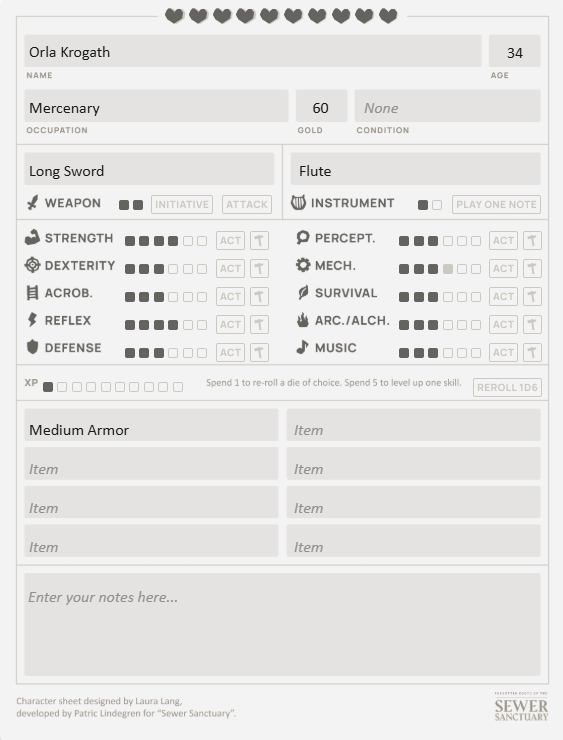 Orla Krogath
34
NAME
AGE
Mercenary
60
None
OCCUPATION
GOLD
CONDITION
Long Sword
Flute
WEAPON
INITIATIVE
ATTACK
INSTRUMENT
PLAY ONE NOTE
STRENGTH
ACT
PERCEPT.
ACT
DEXTERITY
ACT
MECH.
ACT
ACROB.
ACT
SURVIVAL
ACT
REFLEX
ACT
ARC./ALCH.
ACT
DEFENSE
ACT
MUSIC
ACT
XP
Spend 1 to re-roll a die of choice. Spend 5 to level up one skill.
REROLL 1D6
Medium Armor
Item
Item
Item
Item
Item
Item
Item
Enter your notes here...
Character sheet designed by Laura Lang,
developed by Patric Lindegren for “Sewer Sanctuary”.
SEWER
SANCTUARY